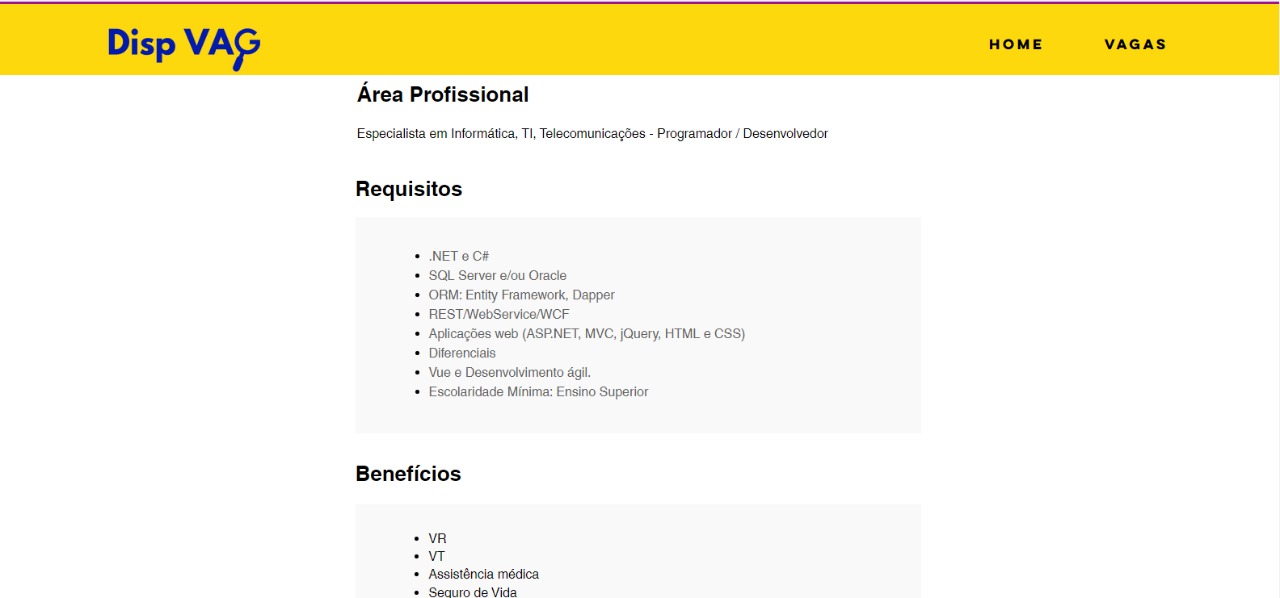 Disp VAG
HOME
VAGAS
Área Profissional
Especialista em Informática, TI, Telecomunicações - Programador / Desenvolvedor
Requisitos
.NET e C#
SQL Server e/ou Oracle
ORM: Entity Framework, Dapper
REST/WebService/WCF
Aplicações web (ASP.NET, MVC, jQuery, HTML e CSS)
Diferenciais
Vue e Desenvolvimento ágil.
Escolaridade Mínima: Ensino Superior
Benefícios
VR
VT
Assistência médica
Seguro de Vida